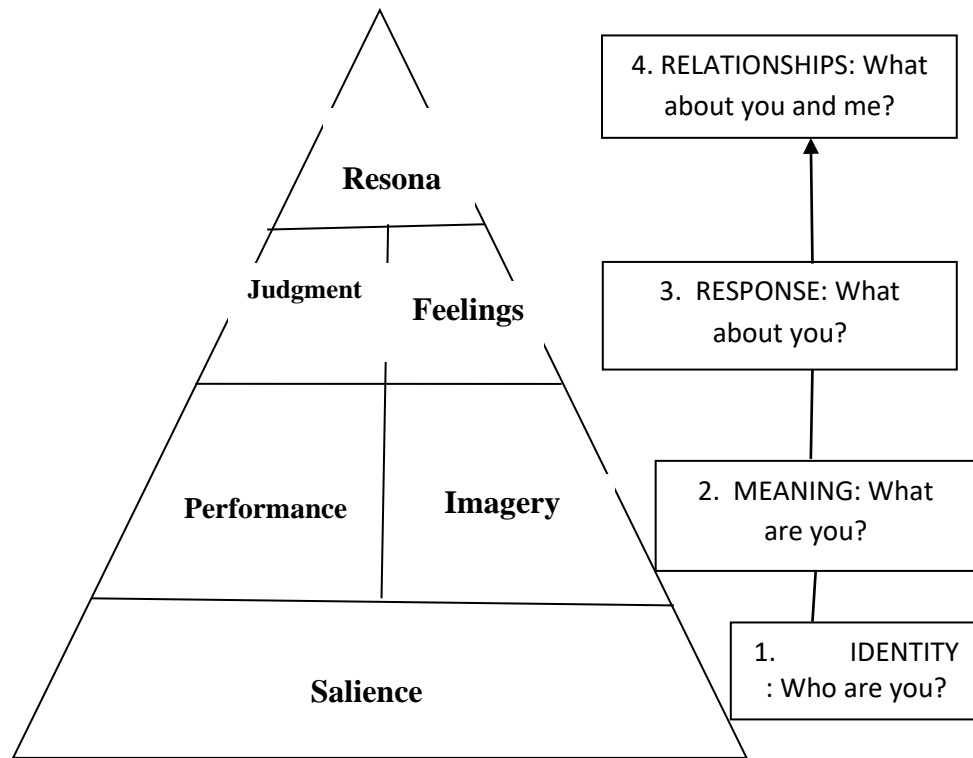 4. RELATIONSHIPS: What
about you and me?
Resona
Judgment
Feelings
3. RESPONSE: What
about you?
Performance
Imagery
2. MEANING: What
are you?
Salience
1. IDENTITY
: Who are you?